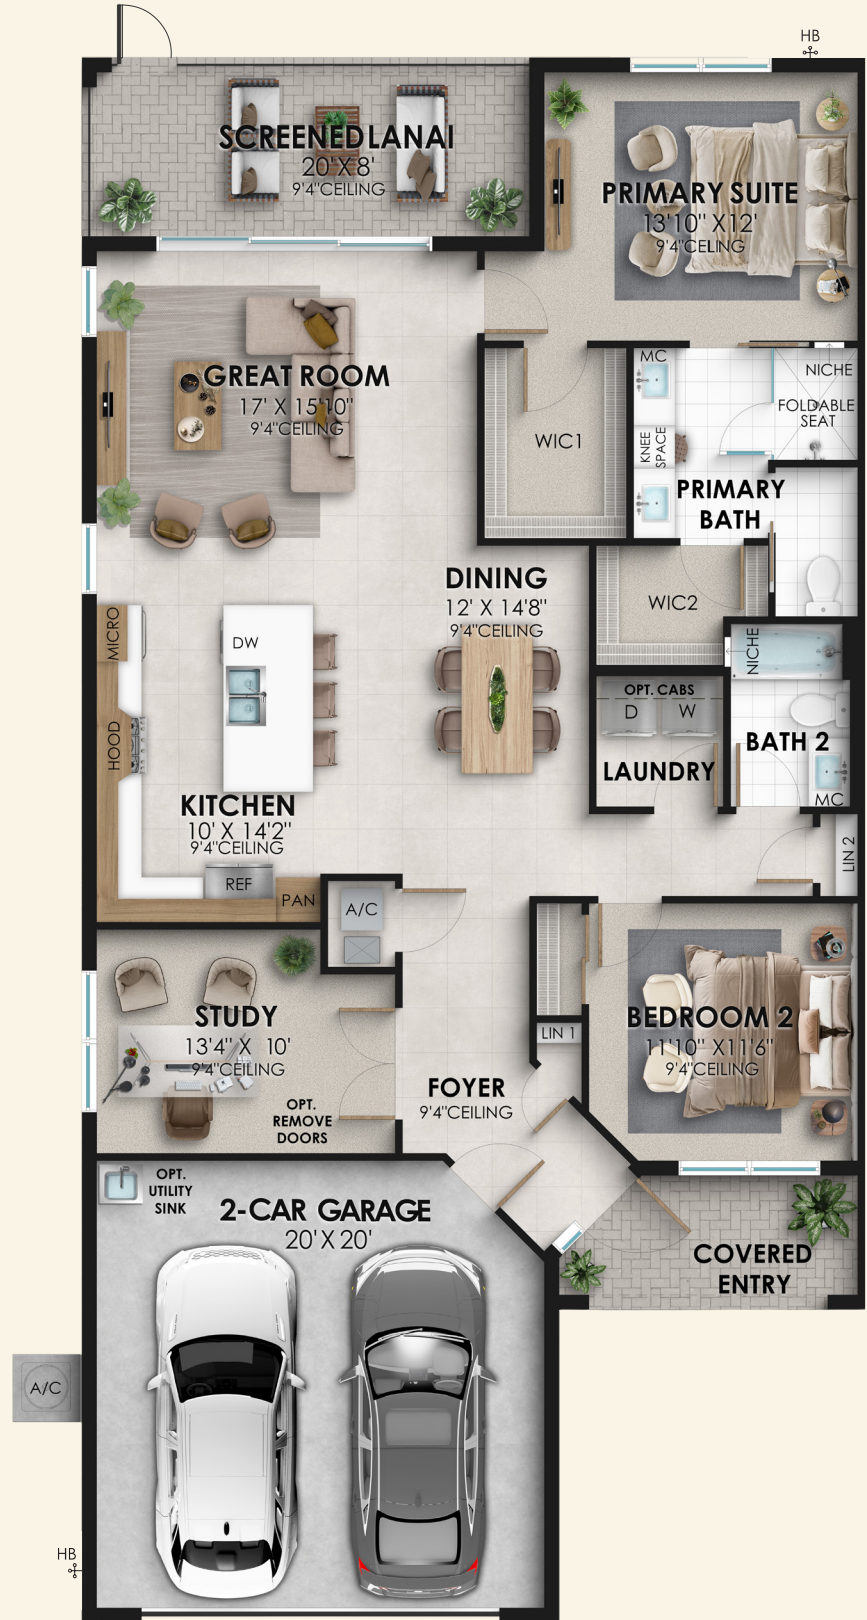 HB
SCREENED LANAI
20' X 8'
9'4" CEILING
PRIMARY SUITE
13'10" X 12'
9'4" CELING
GREAT ROOM
17' X 15'10"
9'4" CEILING
WIC1
MC
KNEE
SPACE
NICHE
FOLDABLE
SEAT
PRIMARY
BATH
DINING
12' X 14'8"
9'4" CEILING
WIC2
MICRO
DW
HOOD
NICHE
OPT. CABS
D W
LAUNDRY
BATH 2
MC
KITCHEN
10' X 14'2"
9'4" CEILING
REF
PAN
A/C
LIN 2
STUDY
13'4" X 10'
9'4" CEILING
OPT.
REMOVE
DOORS
LIN 1
BEDROOM 2
11'10" X 11'6"
9'4" CEILING
FOYER
9'4" CEILING
OPT.
UTILITY
SINK
2-CAR GARAGE
20' X 20'
COVERED
ENTRY
A/C
HB